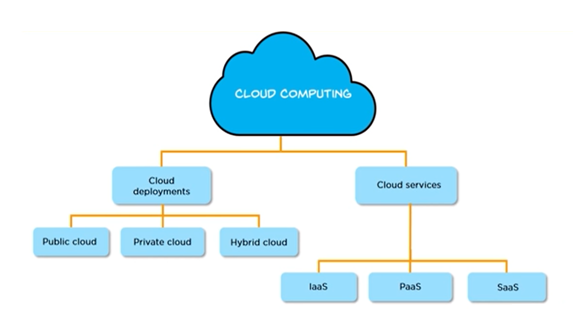 CLOUD COMPUTING
Cloud
deployments
Cloud services
Public cloud
Private cloud
Hybrid cloud
IaaS
PaaS
SaaS